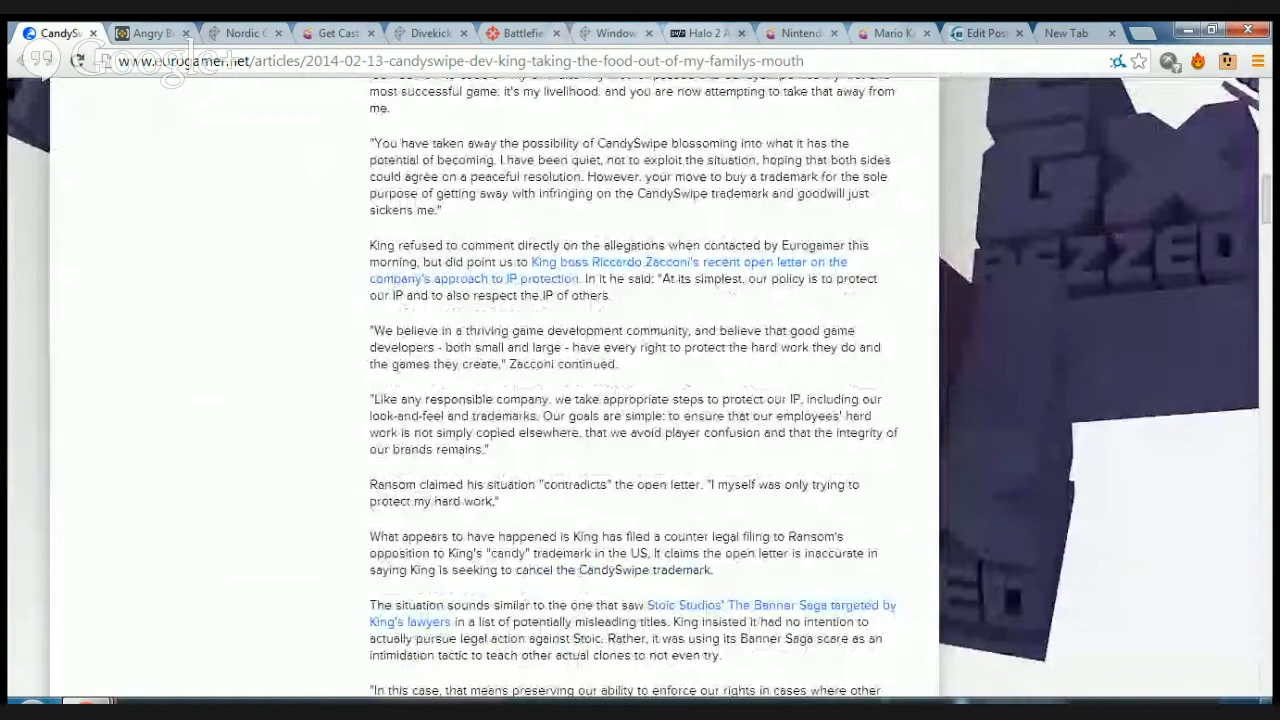 CandySw
Angry B
Nordic G
Get Cast
Divekick
Battlefie
Window
Halo 2 A
Nintend
Mario K
Edit Post
New Tab
Google+
www.eurogamer.net/articles/2014-02-13-candyswipe-dev-king-taking-the-food-out-of-my-familys-mouth
most successful game; it's my livelihood, and you are now attempting to take that away from
me.
"You have taken away the possibility of CandySwipe blossoming into what it has the
potential of becoming. I have been quiet, not to exploit the situation, hoping that both sides
could agree on a peaceful resolution. However, your move to buy a trademark for the sole
purpose of getting away with infringing on the CandySwipe trademark and goodwill just
sickens me."
King refused to comment directly on the allegations when contacted by Eurogamer this
morning, but did point us to King boss Riccardo Zacconi's recent open letter on the
company's approach to IP protection. In it he said: "At its simplest, our policy is to protect
our IP and to also respect the IP of others.
"We believe in a thriving game development community, and believe that good game
developers - both small and large - have every right to protect the hard work they do and
the games they create," Zacconi continued.
"Like any responsible company, we take appropriate steps to protect our IP, including our
look-and-feel and trademarks. Our goals are simple: to ensure that our employees' hard
work is not simply copied elsewhere, that we avoid player confusion and that the integrity of
our brands remains."
Ransom claimed his situation "contradicts" the open letter. "I myself was only trying to
protect my hard work."
What appears to have happened is King has filed a counter legal filing to Ransom's
opposition to King's "candy" trademark in the US. It claims the open letter is inaccurate in
saying King is seeking to cancel the CandySwipe trademark.
The situation sounds similar to the one that saw Stoic Studios' The Banner Saga targeted by
King's lawyers in a list of potentially misleading titles. King insisted it had no intention to
actually pursue legal action against Stoic. Rather, it was using its Banner Saga scare as an
intimidation tactic to teach other actual clones to not even try.
"In this case, that means preserving our ability to enforce our rights in cases where other
REZZED